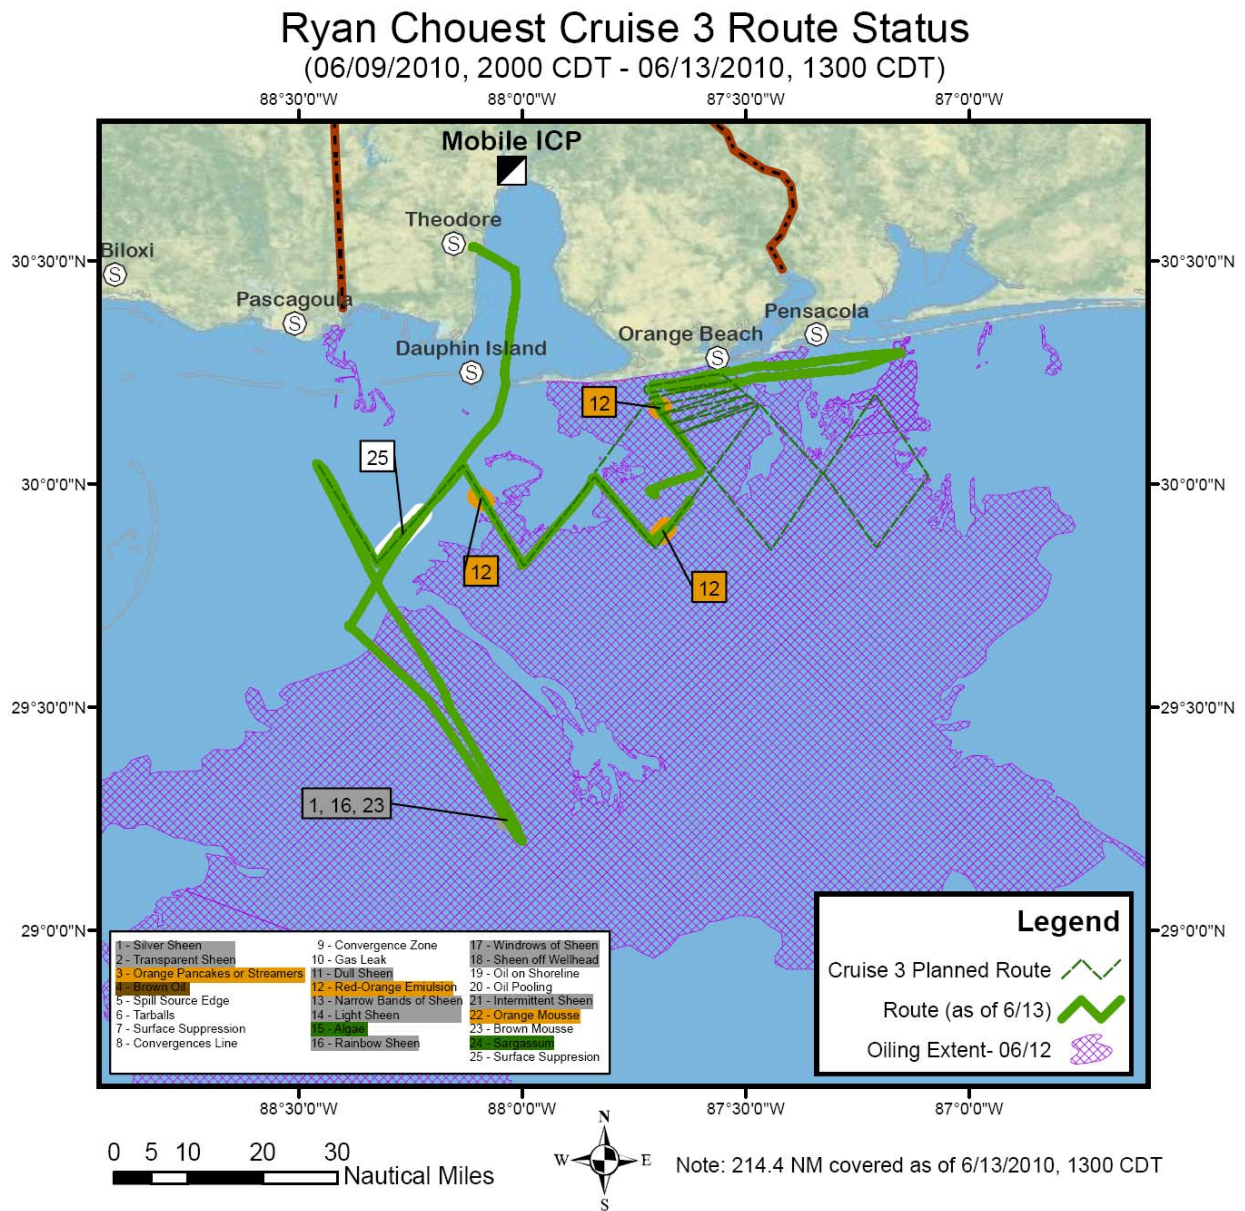 Ryan Chouest Cruise 3 Route Status
(06/09/2010, 2000 CDT - 06/13/2010, 1300 CDT)
88°30'0"W 88°0'0"W 87°30'0"W 87°0'0"W
Mobile ICP
Theodore
S
Biloxi
S
30°30'0"N 30°30'0"N
Pascagoula
S
Pensacola
S
Orange Beach
S
Dauphin Island
S
12
25
30°0'0"N 30°0'0"N
12
12
29°30'0"N 29°30'0"N
1, 16, 23
29°0'0"N 29°0'0"N
Legend
Cruise 3 Planned Route
Route (as of 6/13)
Oiling Extent- 06/12
1 - Silver Sheen
2 - Transparent Sheen
3 - Orange Pancakes or Streamers
4 - Brown Oil
5 - Spill Source Edge
6 - Tarballs
7 - Surface Suppression
8 - Convergences Line
9 - Convergence Zone
10 - Gas Leak
11 - Dull Sheen
12 - Red-Orange Emiulsion
13 - Narrow Bands of Sheen
14 - Light Sheen
15 - Algae
16 - Rainbow Sheen
17 - Windrows of Sheen
18 - Sheen off Wellhead
19 - Oil on Shoreline
20 - Oil Pooling
21 - Intermittent Sheen
22 - Orange Mousse
23 - Brown Mousse
24 - Sargassum
25 - Surface Suppresion
88°30'0"W 88°0'0"W 87°30'0"W 87°0'0"W
0 5 10 20 30
Nautical Miles
N
W E
S
Note: 214.4 NM covered as of 6/13/2010, 1300 CDT